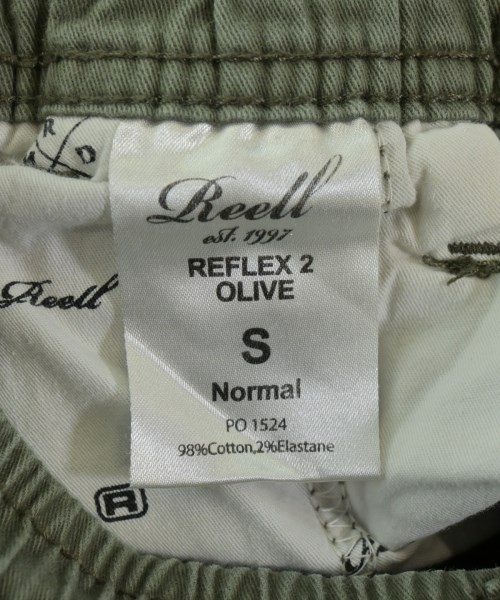 R
D
Reell
est. 1997
REFLEX 2
OLIVE
Reell
S
Normal
PO 1524
98%Cotton,2%Elastane
R